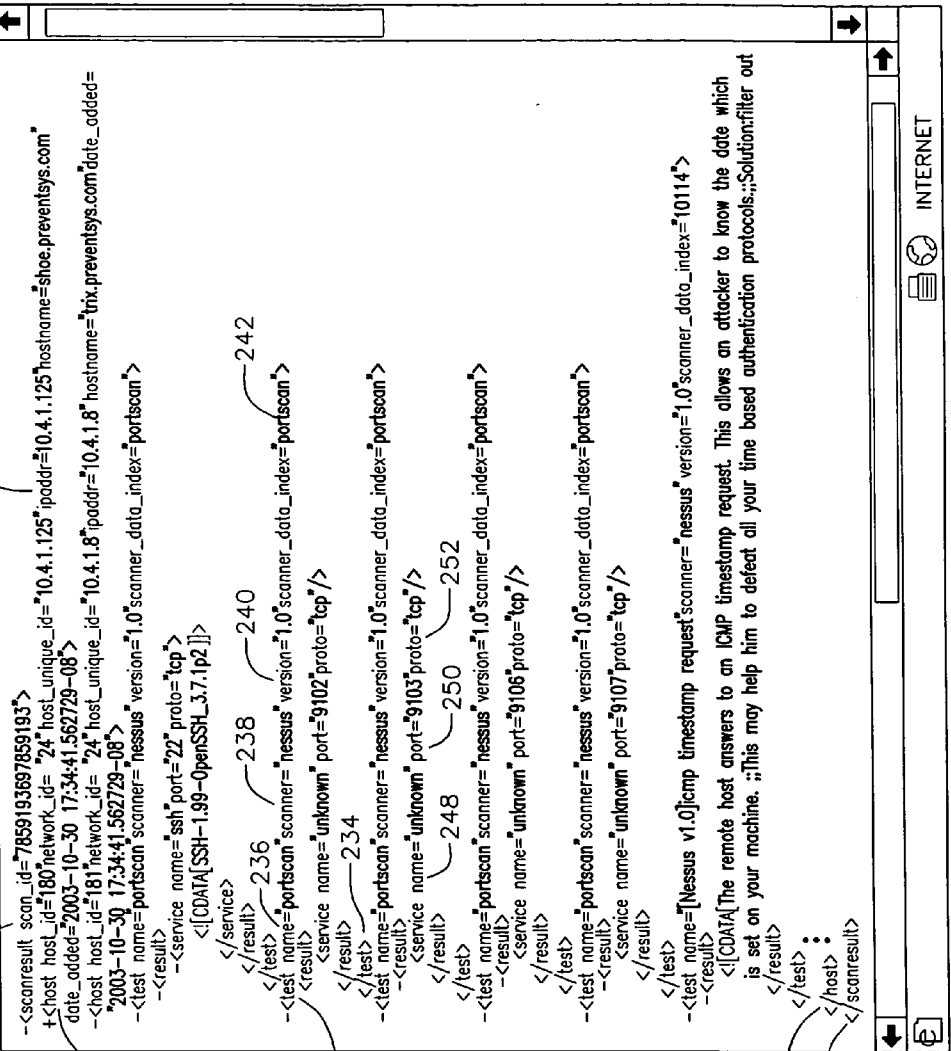 -<scanresult scan_id="7859193697859193">
+<host host_id="180"network_id= "24"host_unique_id="10.4.1.125"ipaddr="10.4.1.125"hostname="shoe.preventsys.com"
date_added="2003-10-30 17:34:41.562729-08">
-<host host_id="181"network_id= "24"host_unique_id="10.4.1.8"ipaddr="10.4.1.8"hostname="trix.preventsys.com"date_added=
"2003-10-30 17:34:41.562729-08">
-<test name="portscan"scanner="nessus"version="1.0"scanner_data_index="portscan">
-<result>
-<service name="ssh"port="22"proto="tcp">
<![CDATA[SSH-1.99-OpenSSH_3.7.1p2]]>
</service>
</result>
</test> 236 238 240 242
-<test name="portscan"scanner="nessus"version="1.0"scanner_data_index="portscan">
<result>
<service name="unknown"port="9102"proto="tcp"/>
</result>
</test> 234
-<test name="portscan"scanner="nessus"version="1.0"scanner_data_index="portscan">
-<result>
<service name="unknown"port="9103"proto="tcp"/>
</result> 248 250 252
</test>
-<test name="portscan"scanner="nessus"version="1.0"scanner_data_index="portscan">
-<result>
<service name="unknown"port="9106"proto="tcp"/>
</result>
</test>
-<test name="portscan"scanner="nessus"version="1.0"scanner_data_index="portscan">
-<result>
<service name="unknown"port="9107"proto="tcp"/>
</result>
</test>
-<test name="[Nessus v1.0]icmp timestamp request"scanner="nessus"version="1.0"scanner_data_index="10114">
-<result>
<![CDATA[The remote host answers to an ICMP timestamp request. This allows an attacker to know the date which
is set on your machine. ;;This may help him to defeat all your time based authentication protocols.;;Solution:filter out
</result>
</test>
</host>
</scanresult>
e INTERNET